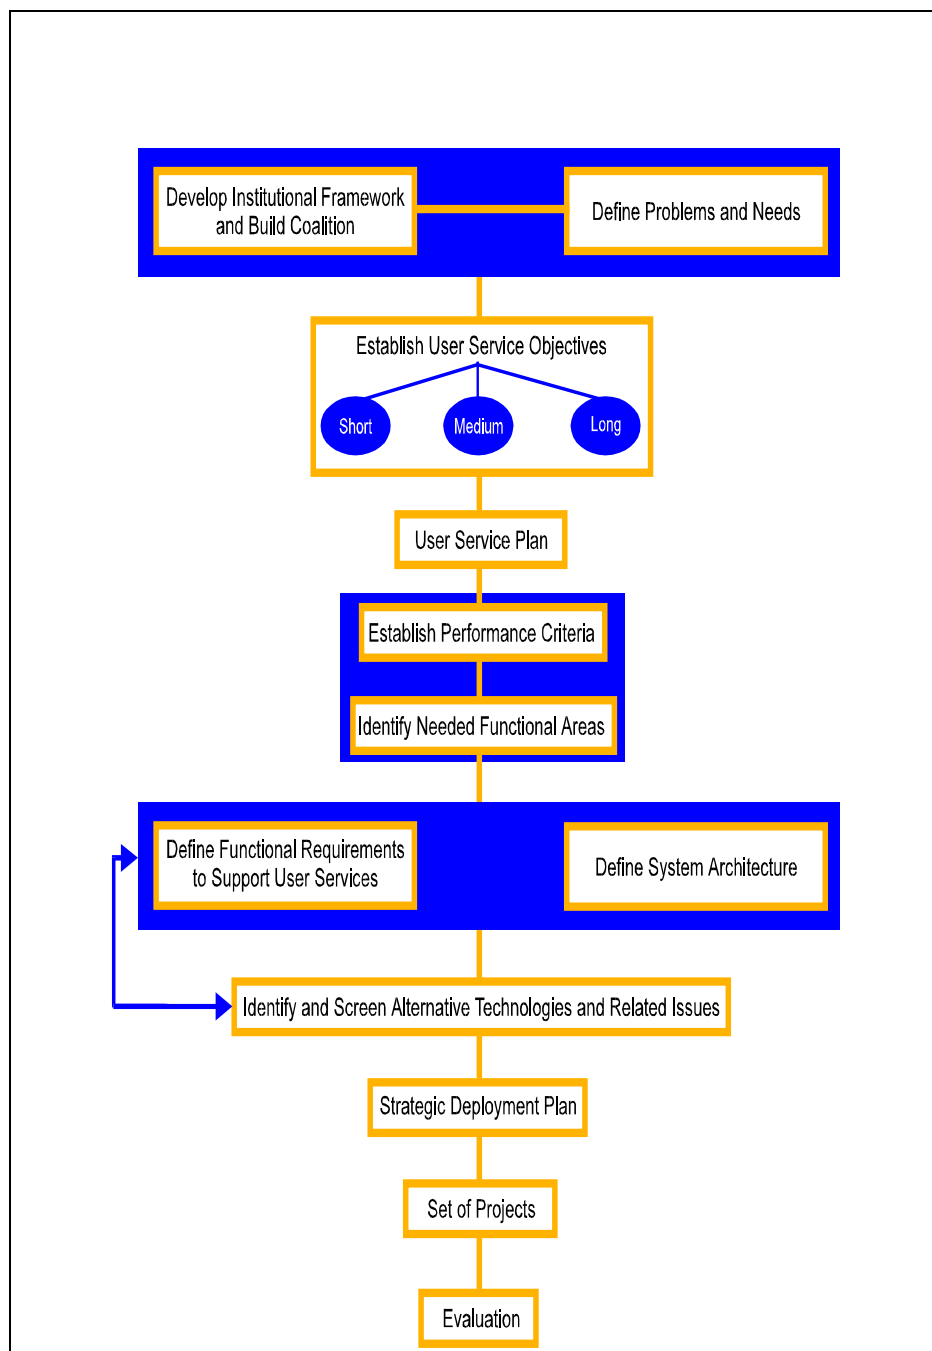 Develop Institutional Framework
and Build Coalition
Define Problems and Needs
Establish User Service Objectives
Short
Medium
Long
User Service Plan
Establish Performance Criteria
Identify Needed Functional Areas
Define Functional Requirements
to Support User Services
Define System Architecture
Identify and Screen Alternative Technologies and Related Issues
Strategic Deployment Plan
Set of Projects
Evaluation